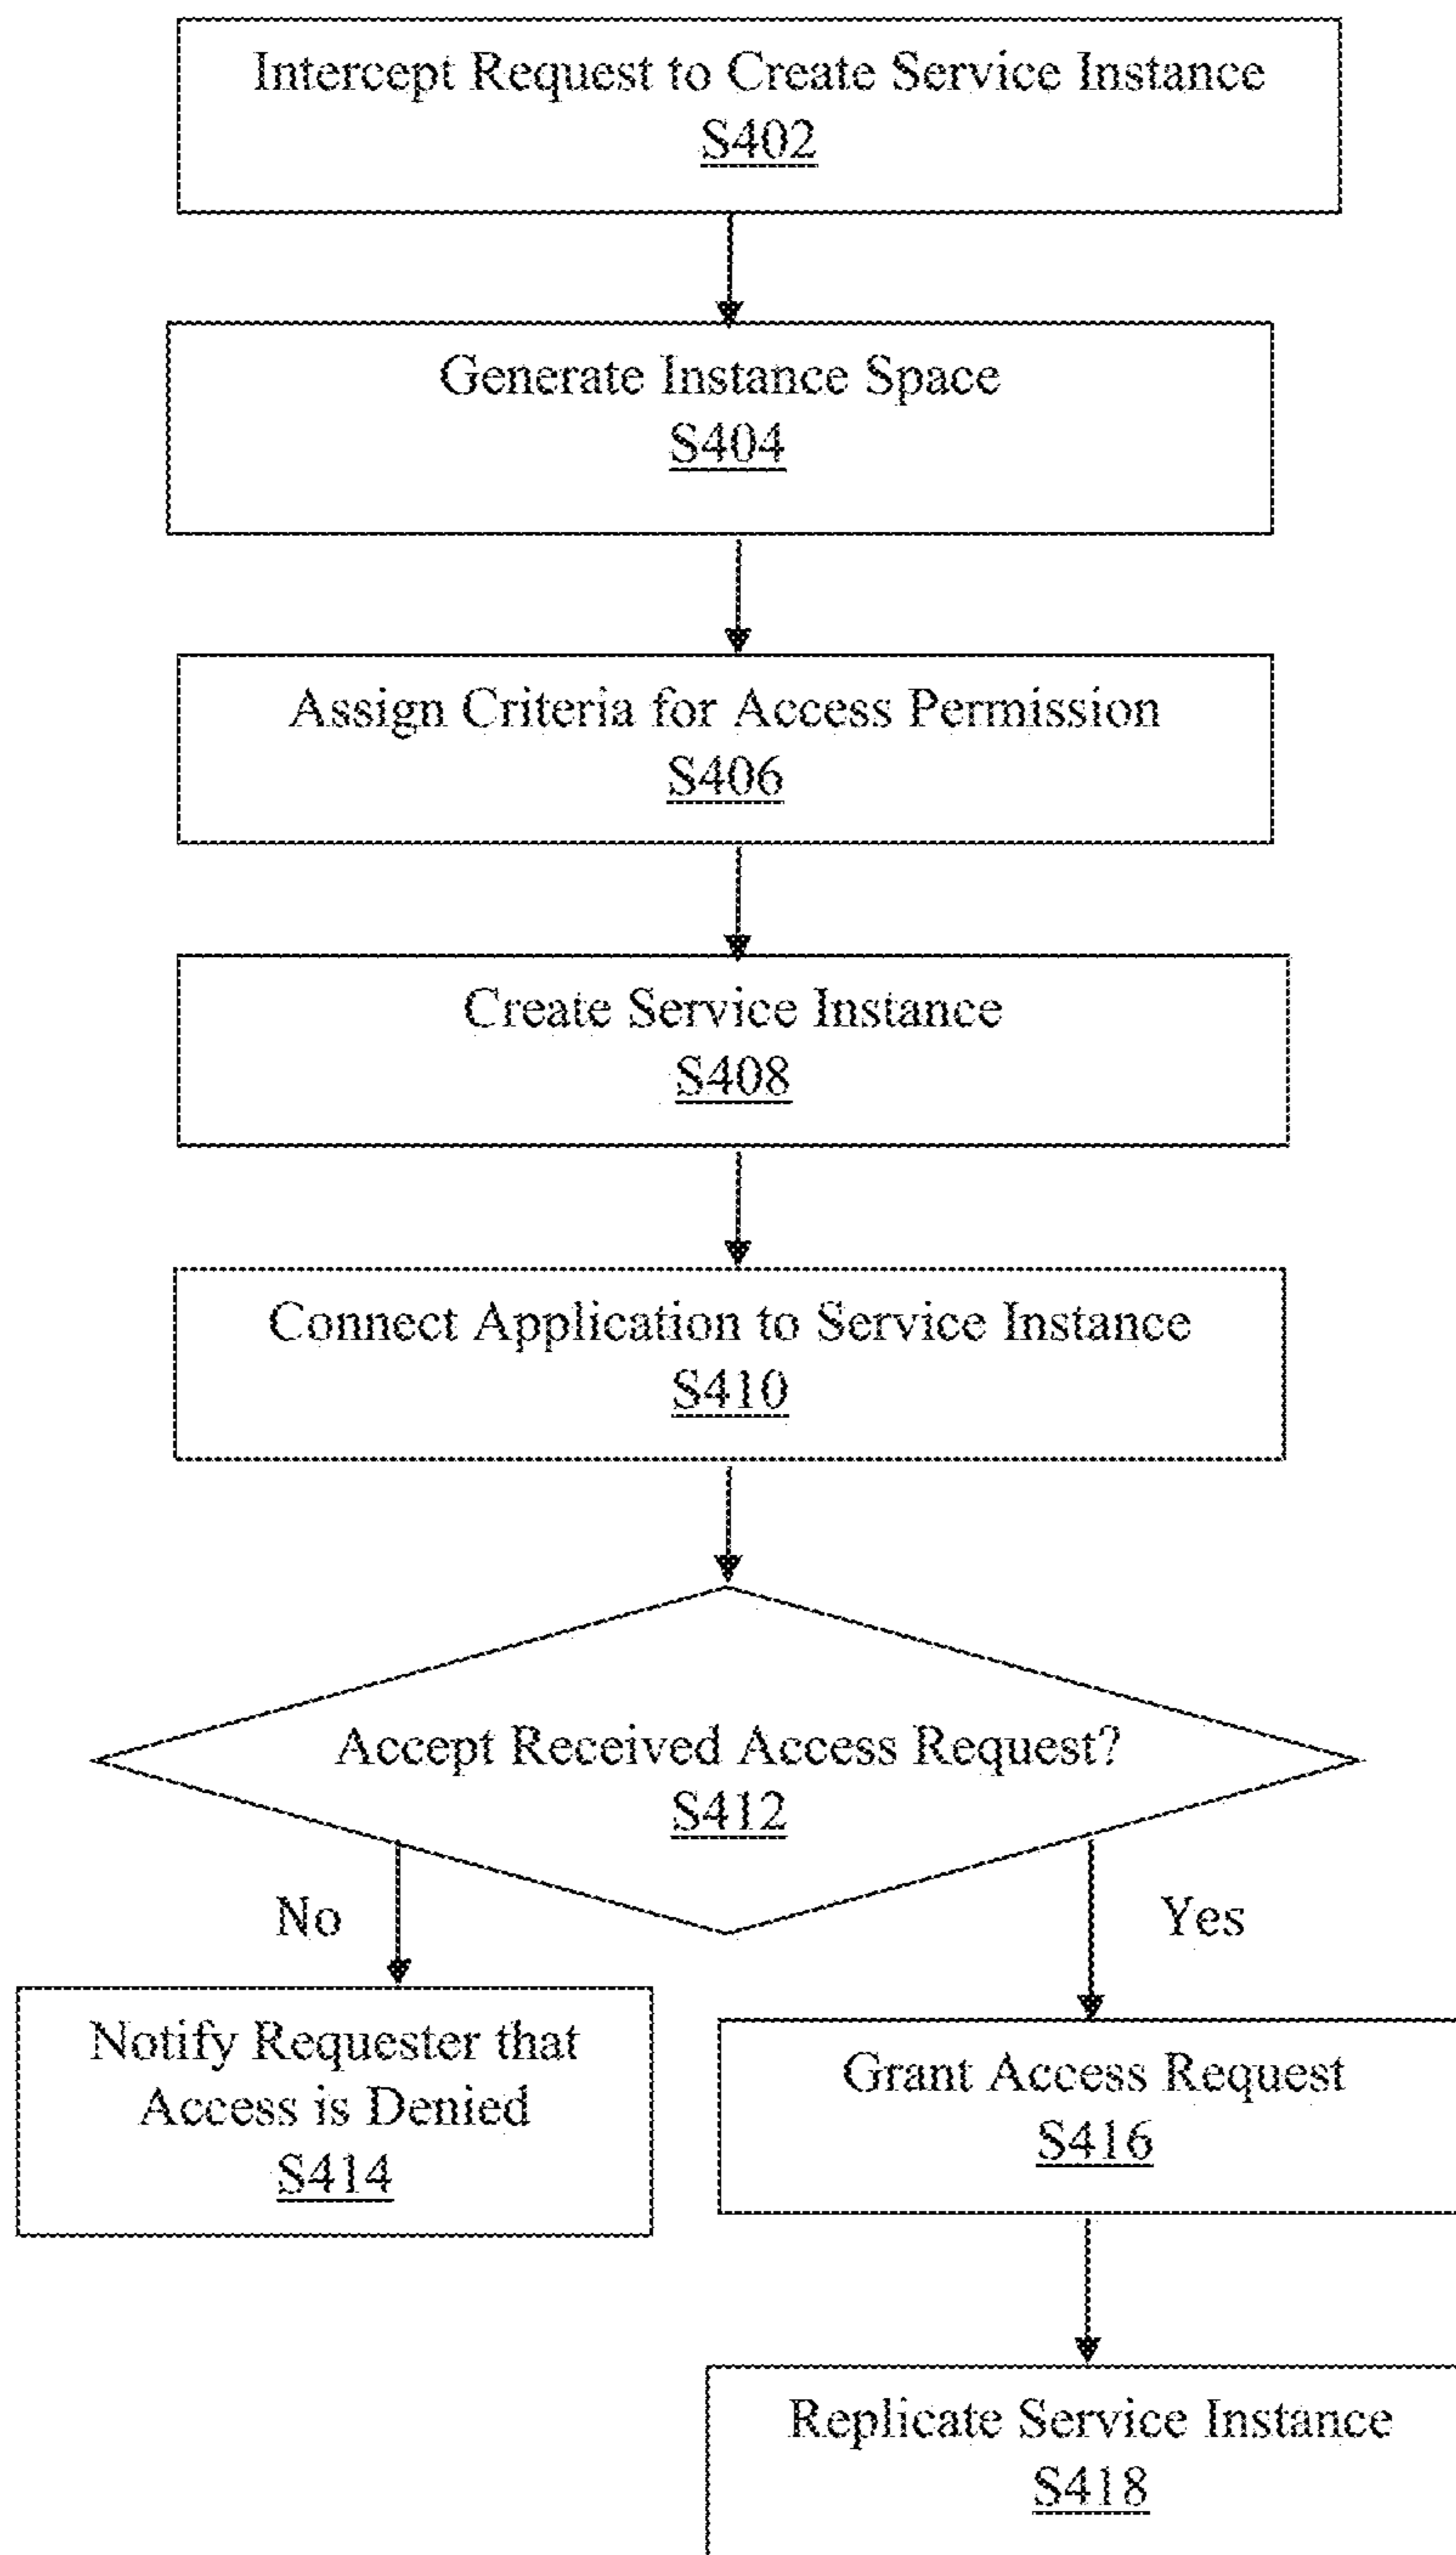 Intercept Request to Create Service Instance
S402
Generate Instance Space
S404
Assign Criteria for Access Permission
S406
Create Service Instance
S408
Connect Application to Service Instance
S410
Accept Received Access Request?
S412
No
Yes
Notify Requester that
Access is Denied
S414
Grant Access Request
S416
Replicate Service Instance
S418